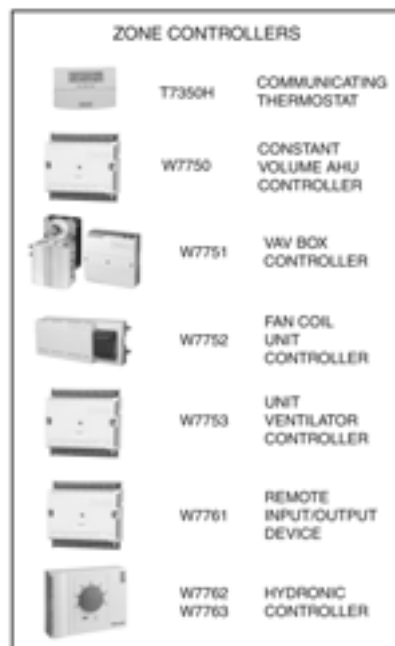 ZONE CONTROLLERS
T7350H
COMMUNICATING
THERMOSTAT
W7750
CONSTANT
VOLUME AHU
CONTROLLER
W7751
VAV BOX
CONTROLLER
W7752
FAN COIL
UNIT
CONTROLLER
W7753
UNIT
VENTILATOR
CONTROLLER
W7761
REMOTE
INPUT/OUTPUT
DEVICE
W7762
W7763
HYDRONIC
CONTROLLER